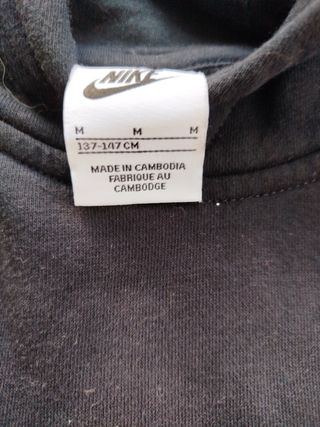 NIKE
M M M
137-147 CM
MADE IN CAMBODIA
FABRIQUE AU
CAMBODGE